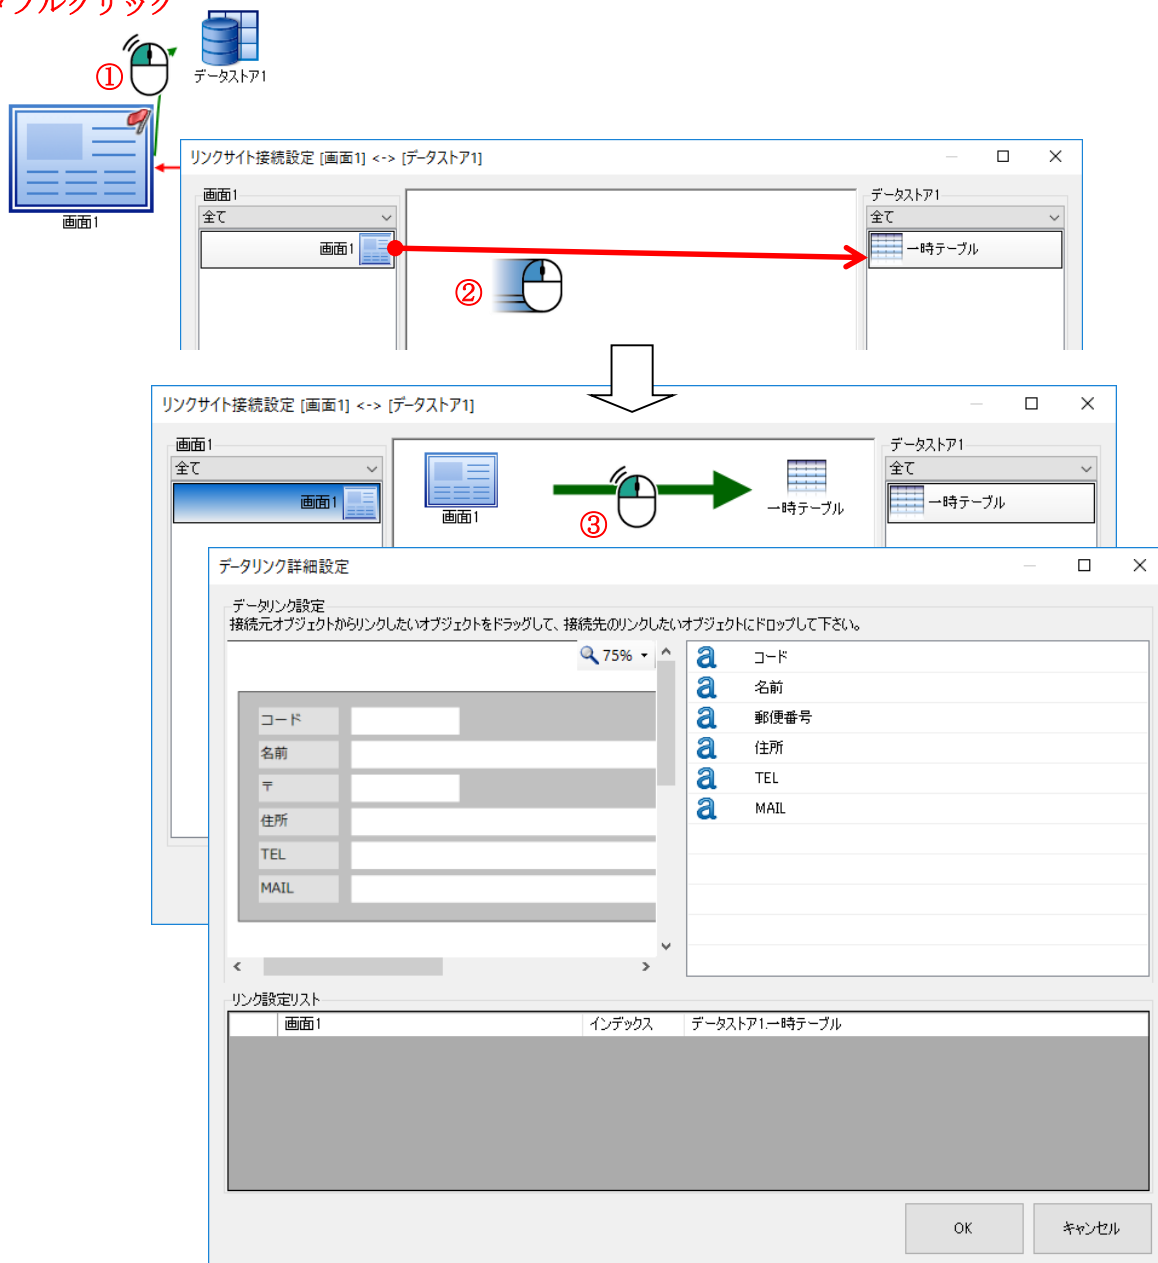 ブルクリック
①
データストア1
画面1
リンクサイト接続設定 [画面1] <-> [データストア1]
画面1
全て
画面1
データストア1
全て
一時テーブル
②
リンクサイト接続設定 [画面1] <-> [データストア1]
画面1
全て
画面1
画面1
③
一時テーブル
データストア1
全て
一時テーブル
データリンク詳細設定
データリンク設定
接続元オブジェクトからリンクしたいオブジェクトをドラッグして、接続先のリンクしたいオブジェクトにドロップして下さい。
75%
コード
名前
〒
住所
TEL
MAIL
a コード
a 名前
a 郵便番号
a 住所
a TEL
a MAIL
リンク設定リスト
画面1 インデックス データストア1.一時テーブル
OK キャンセル